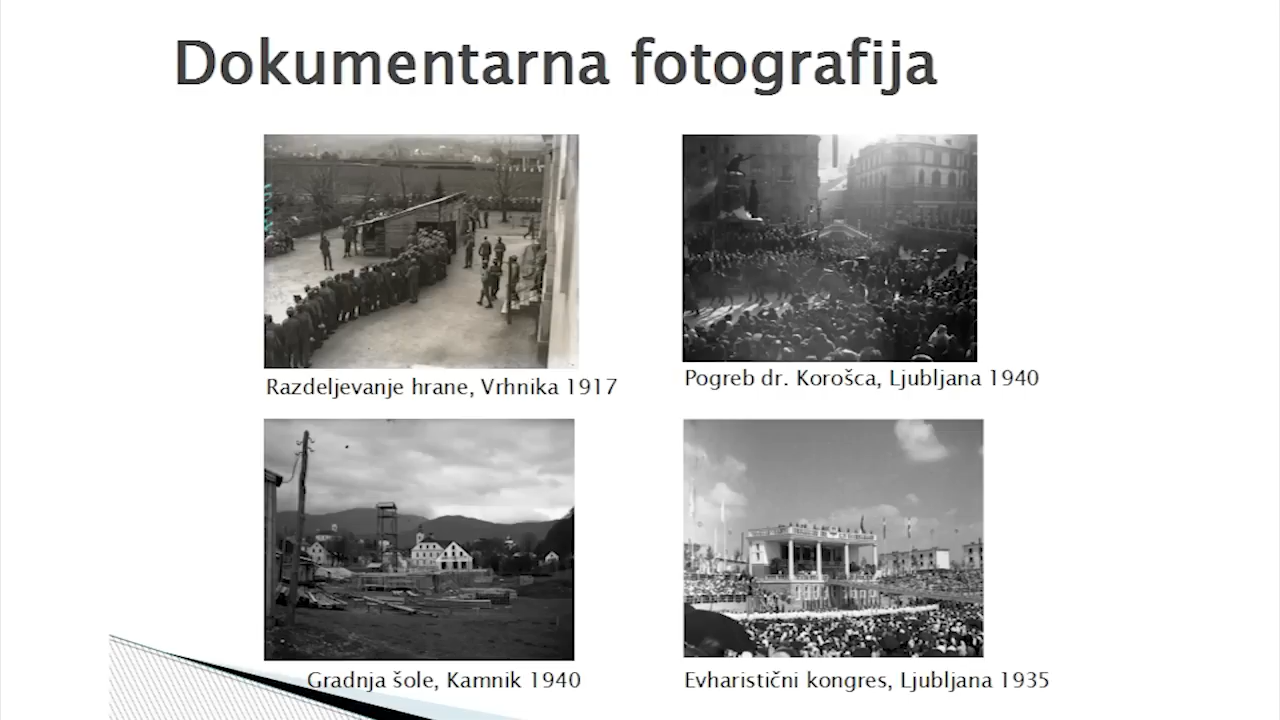 Dokumentarna fotografija
Razdeljevanje hrane, Vrhnika 1917
Pogreb dr. Korošca, Ljubljana 1940
Gradnja šole, Kamnik 1940
Evharistični kongres, Ljubljana 1935